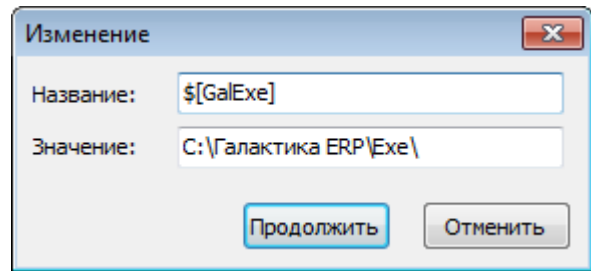 Изменение
Название: $[GalExe]
Значение: C:\Галактика ERP\Exe\
Продолжить Отменить